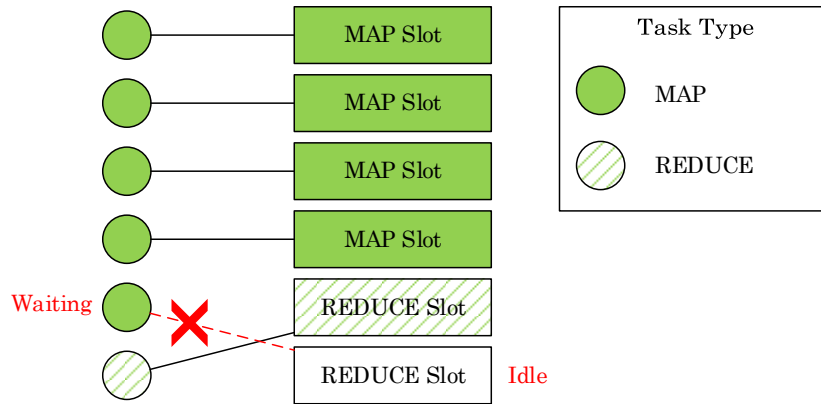 MAP Slot
MAP Slot
MAP Slot
MAP Slot
Waiting
REDUCE Slot
REDUCE Slot
Idle
Task Type
MAP
REDUCE